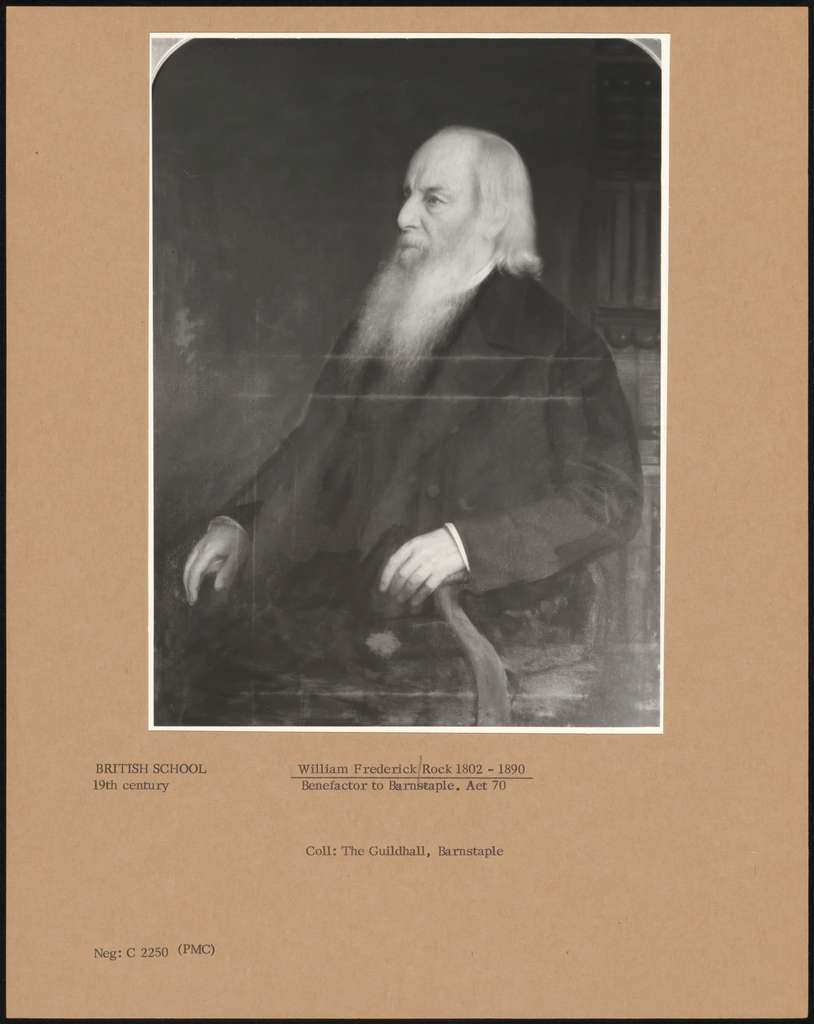 BRITISH SCHOOL
19th century
William Frederick Rock 1802 - 1890
Benefactor to Barnstaple. Aet 70
Coll: The Guildhall, Barnstaple
Neg: C 2250 (PMC)